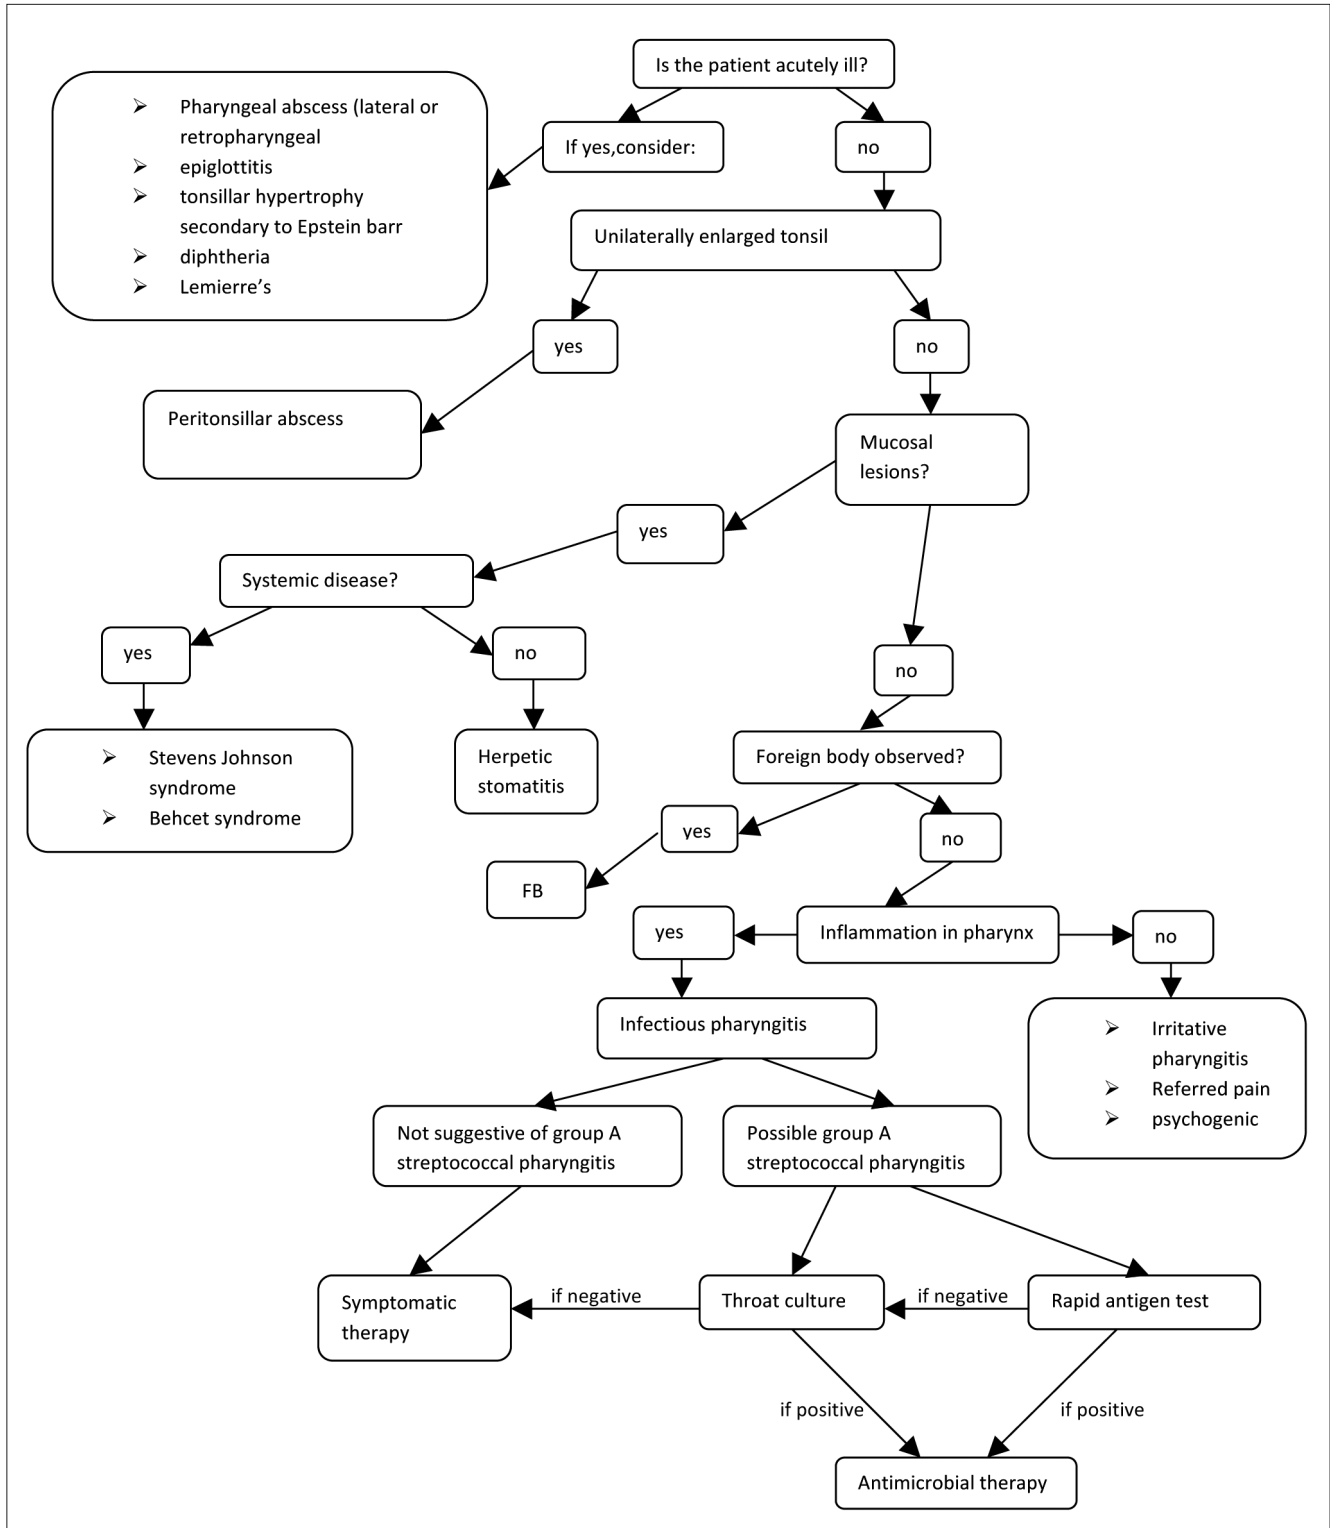 Is the patient acutely ill?
If yes,consider:
no
➢ Pharyngeal abscess (lateral or
retropharyngeal
➢ epiglottitis
➢ tonsillar hypertrophy
secondary to Epstein barr
➢ diphtheria
➢ Lemierre’s
Unilaterally enlarged tonsil
yes
no
Peritonsillar abscess
Mucosal
lesions?
yes
Systemic disease?
yes
no
➢ Stevens Johnson
syndrome
➢ Behcet syndrome
Herpetic
stomatitis
no
Foreign body observed?
yes
no
FB
Inflammation in pharynx
yes
no
Infectious pharyngitis
➢ Irritative
pharyngitis
➢ Referred pain
➢ psychogenic
Not suggestive of group A
streptococcal pharyngitis
Possible group A
streptococcal pharyngitis
Symptomatic
therapy
if negative
Throat culture
if negative
Rapid antigen test
if positive
if positive
Antimicrobial therapy